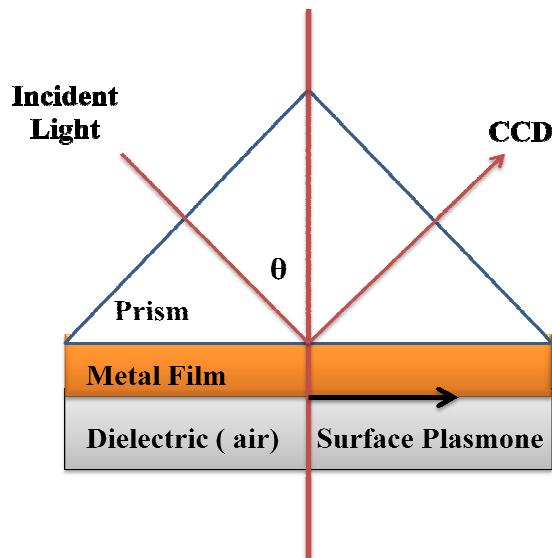 Incident
Light
CCD
θ
Prism
Metal Film
Dielectric ( air)
Surface Plasmone